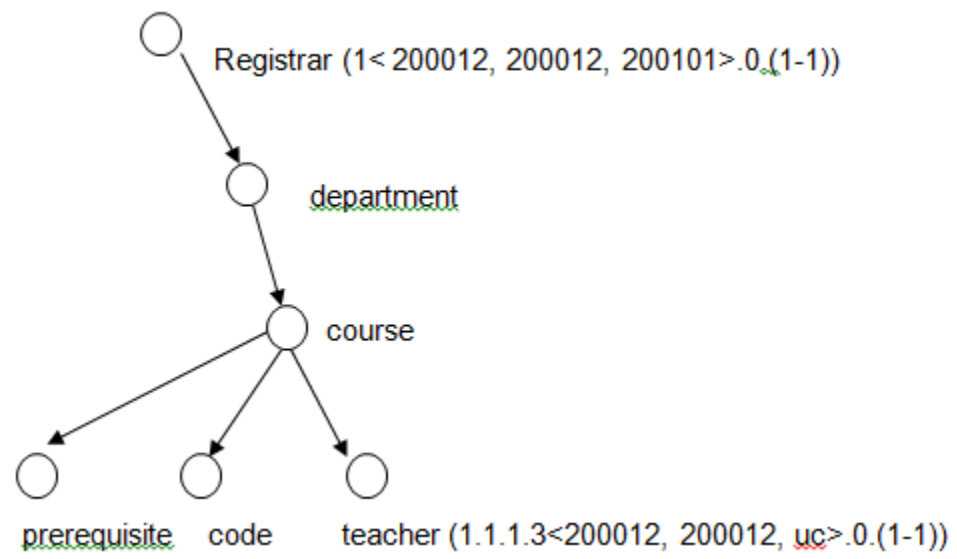 Registrar (1< 200012, 200012, 200101>.0.(1-1))
department
course
prerequisite code teacher (1.1.1.3<200012, 200012, uc>.0.(1-1))